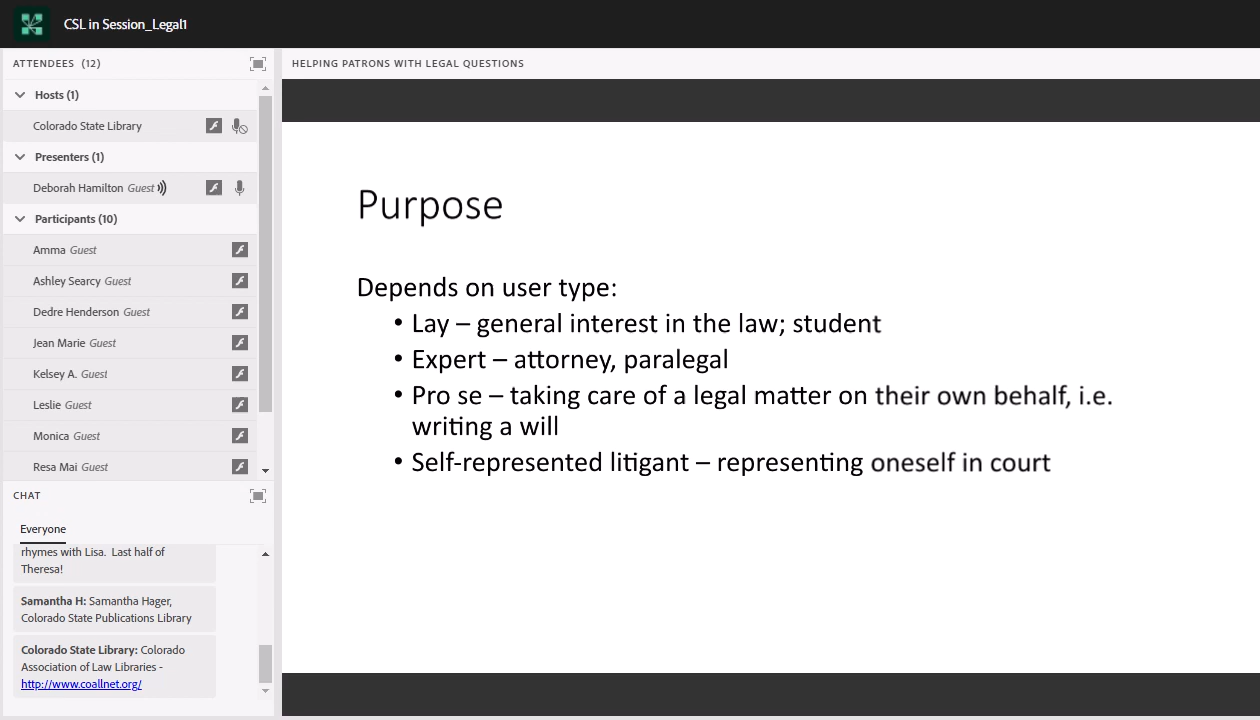 CSL in Session_Legal1
ATTENDEES (12)
Hosts (1)
Colorado State Library
Presenters (1)
Deborah Hamilton Guest
Participants (10)
Amma Guest
Ashley Searcy Guest
Dedre Henderson Guest
Jean Marie Guest
Kelsey A. Guest
Leslie Guest
Monica Guest
Resa Mai Guest
CHAT
Everyone
rhymes with Lisa. Last half of
Theresa!
Samantha H: Samantha Hager,
Colorado State Publications Library
Colorado State Library: Colorado
Association of Law Libraries -
http://www.coallnet.org/
HELPING PATRONS WITH LEGAL QUESTIONS
Purpose
Depends on user type:
• Lay – general interest in the law; student
• Expert – attorney, paralegal
• Pro se – taking care of a legal matter on their own behalf, i.e.
writing a will
• Self-represented litigant – representing oneself in court